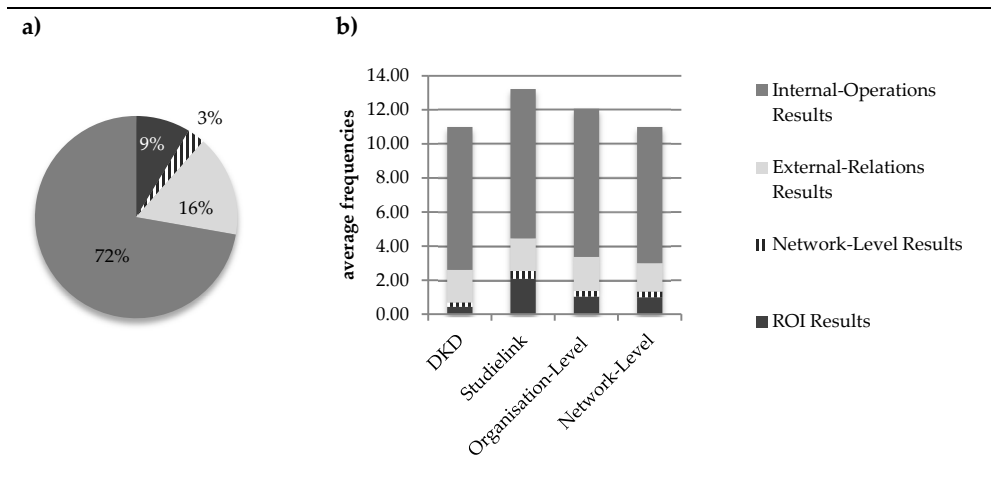 a)
b)
3%
9%
16%
72%
average frequencies
14.00
12.00
10.00
8.00
6.00
4.00
2.00
0.00
DKD
Studielink
Organisation-Level
Network-Level
Internal-Operations
Results
External-Relations
Results
Network-Level Results
ROI Results